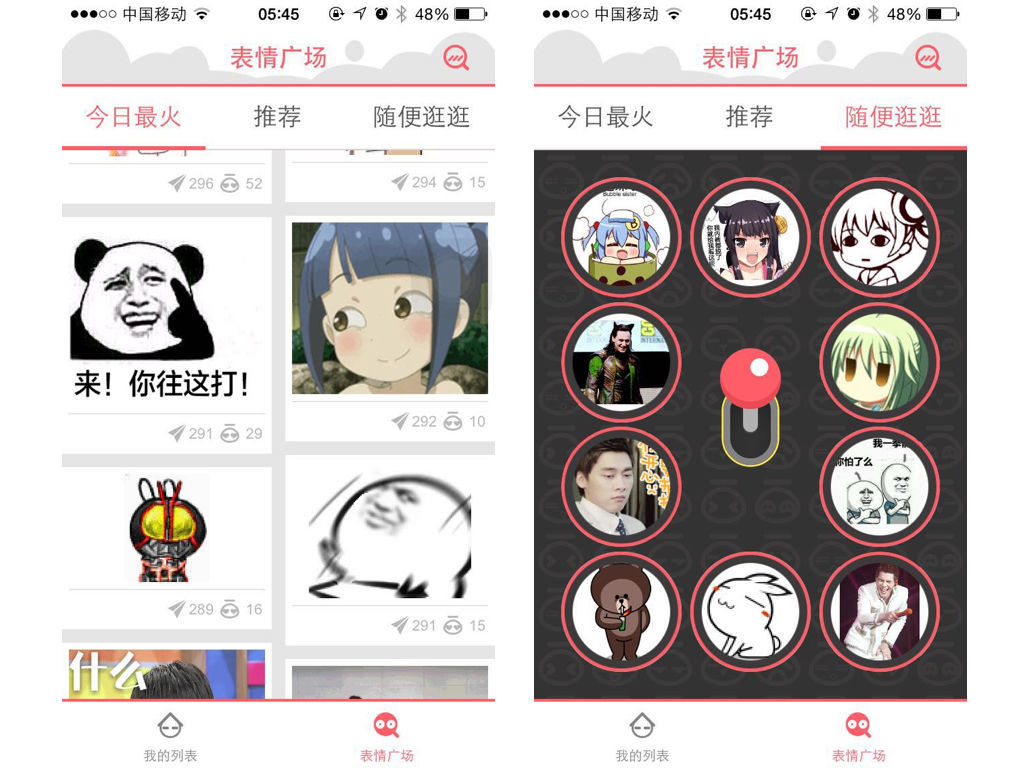 中国移动 05:45 48%
表情广场
今日最火 推荐 随便逛逛
296 52
294 15
来！你往这打！
291 29
292 10
289 16
291 15
什么
我的列表 表情广场
中国移动 05:45 48%
表情广场
今日最火 推荐 随便逛逛
Bubble sister
开心
我一拳
你怕了么
我的列表 表情广场